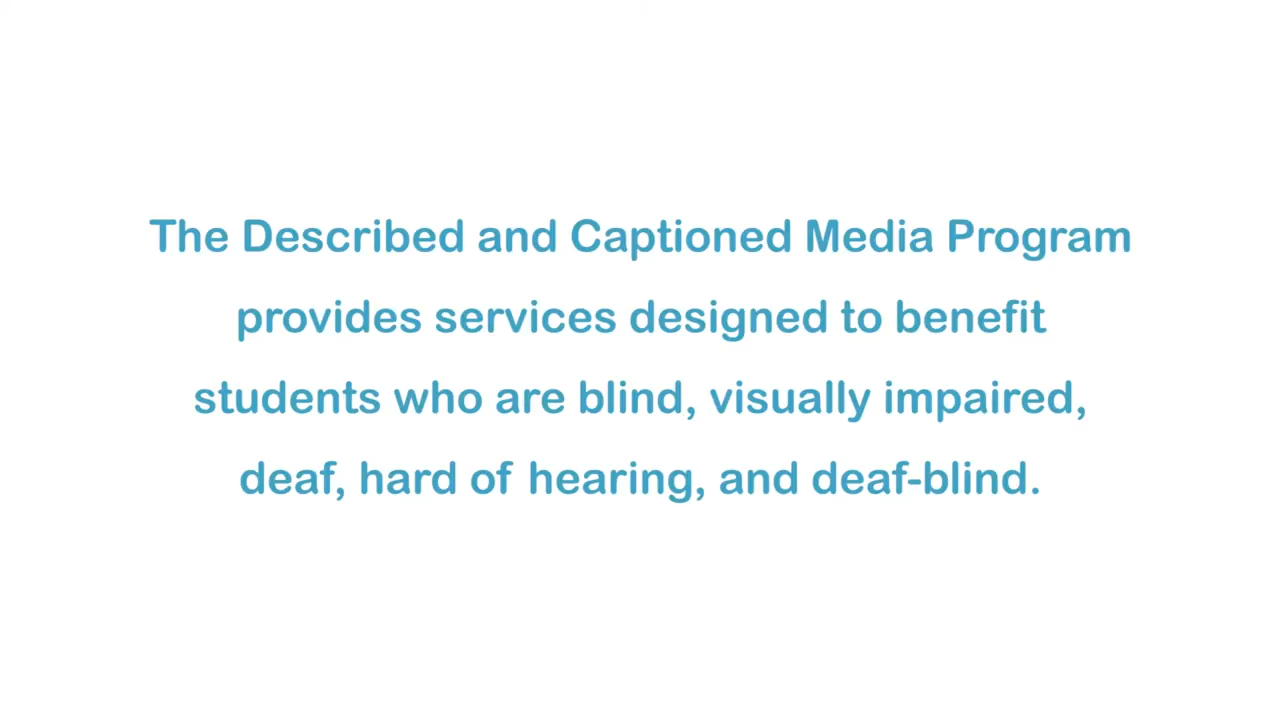 The Described and Captioned Media Program
provides services designed to benefit
students who are blind, visually impaired,
deaf, hard of hearing, and deaf-blind.